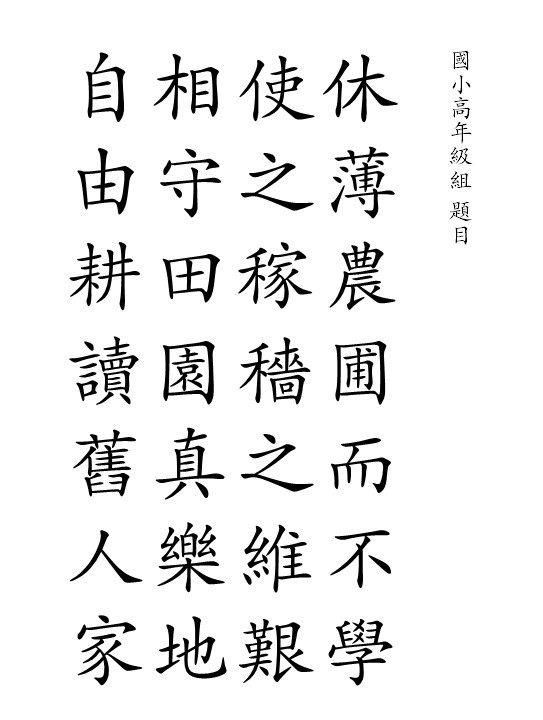 國小高年級組 題目
休薄農圃而不學
使之稼穡之維艱
相守田園真樂地
自由耕讀舊人家